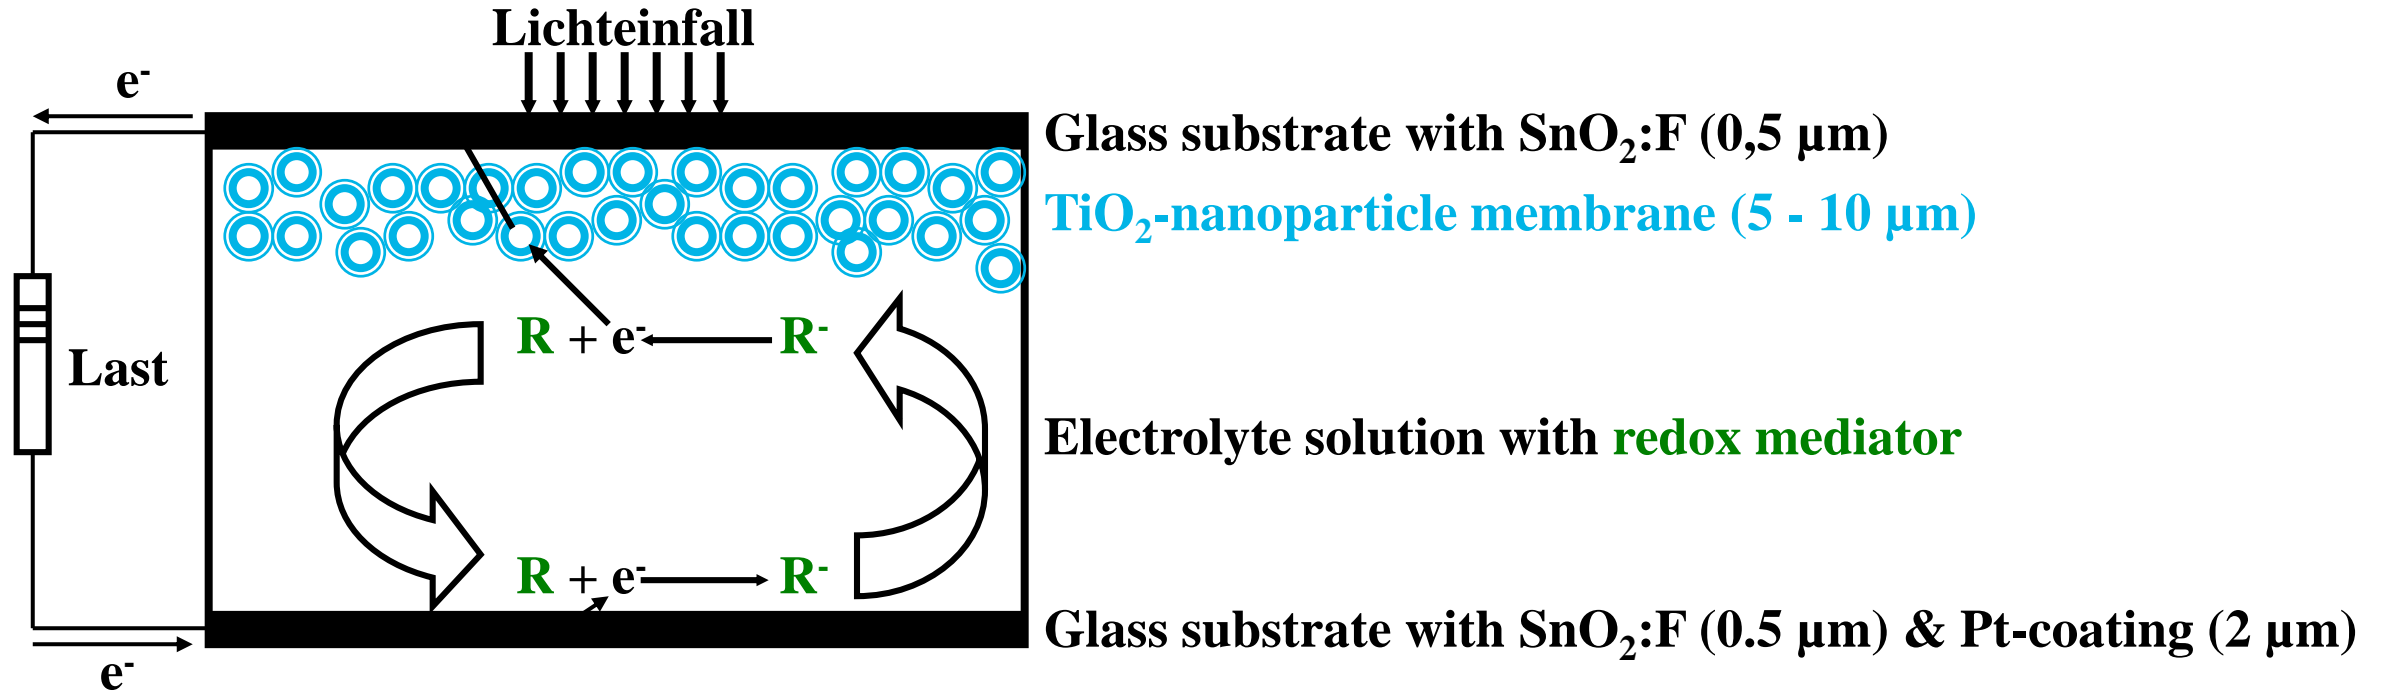 Lichteinfall
e-
Glass substrate with SnO2:F (0,5 µm)
TiO2-nanoparticle membrane (5 - 10 µm)
R + e- R-
Last
Electrolyte solution with redox mediator
R + e- R-
Glass substrate with SnO2:F (0.5 µm) & Pt-coating (2 µm)
e-